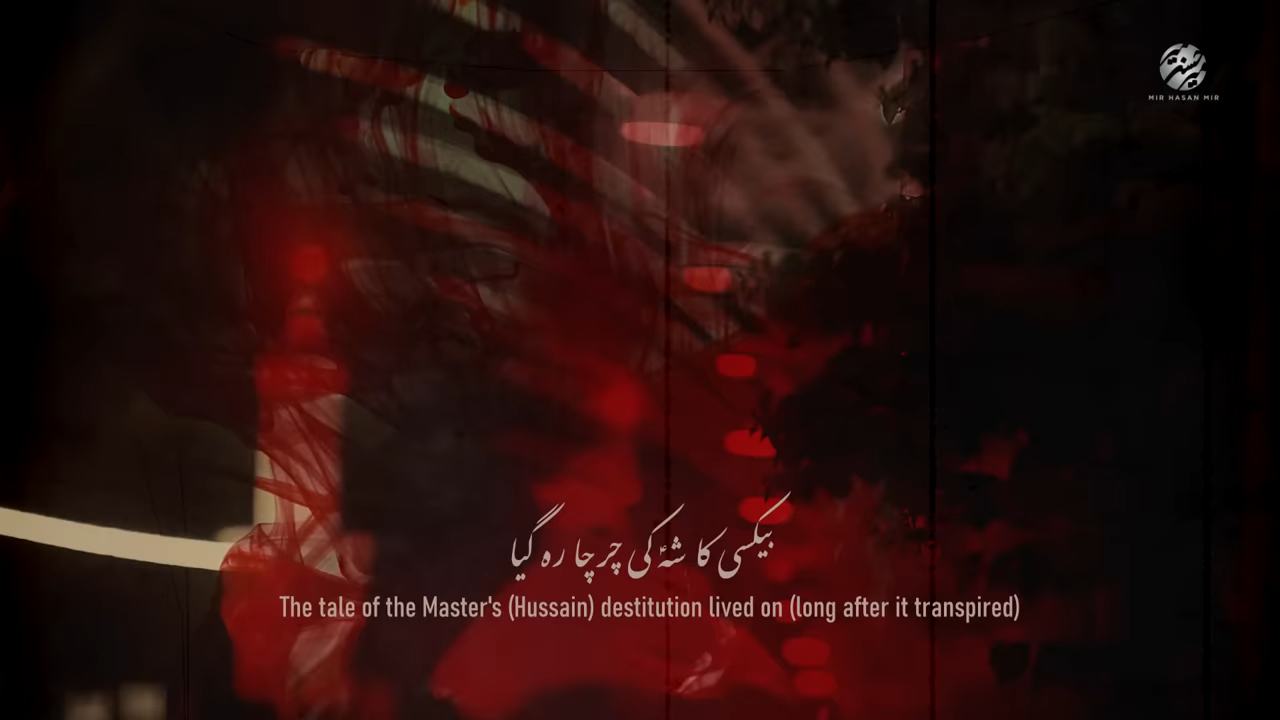 MIR HASAN MIR
بیکسی کا شہؑ کی چرچا رہ گیا
The tale of the Master's (Hussain) destitution lived on (long after it transpired)